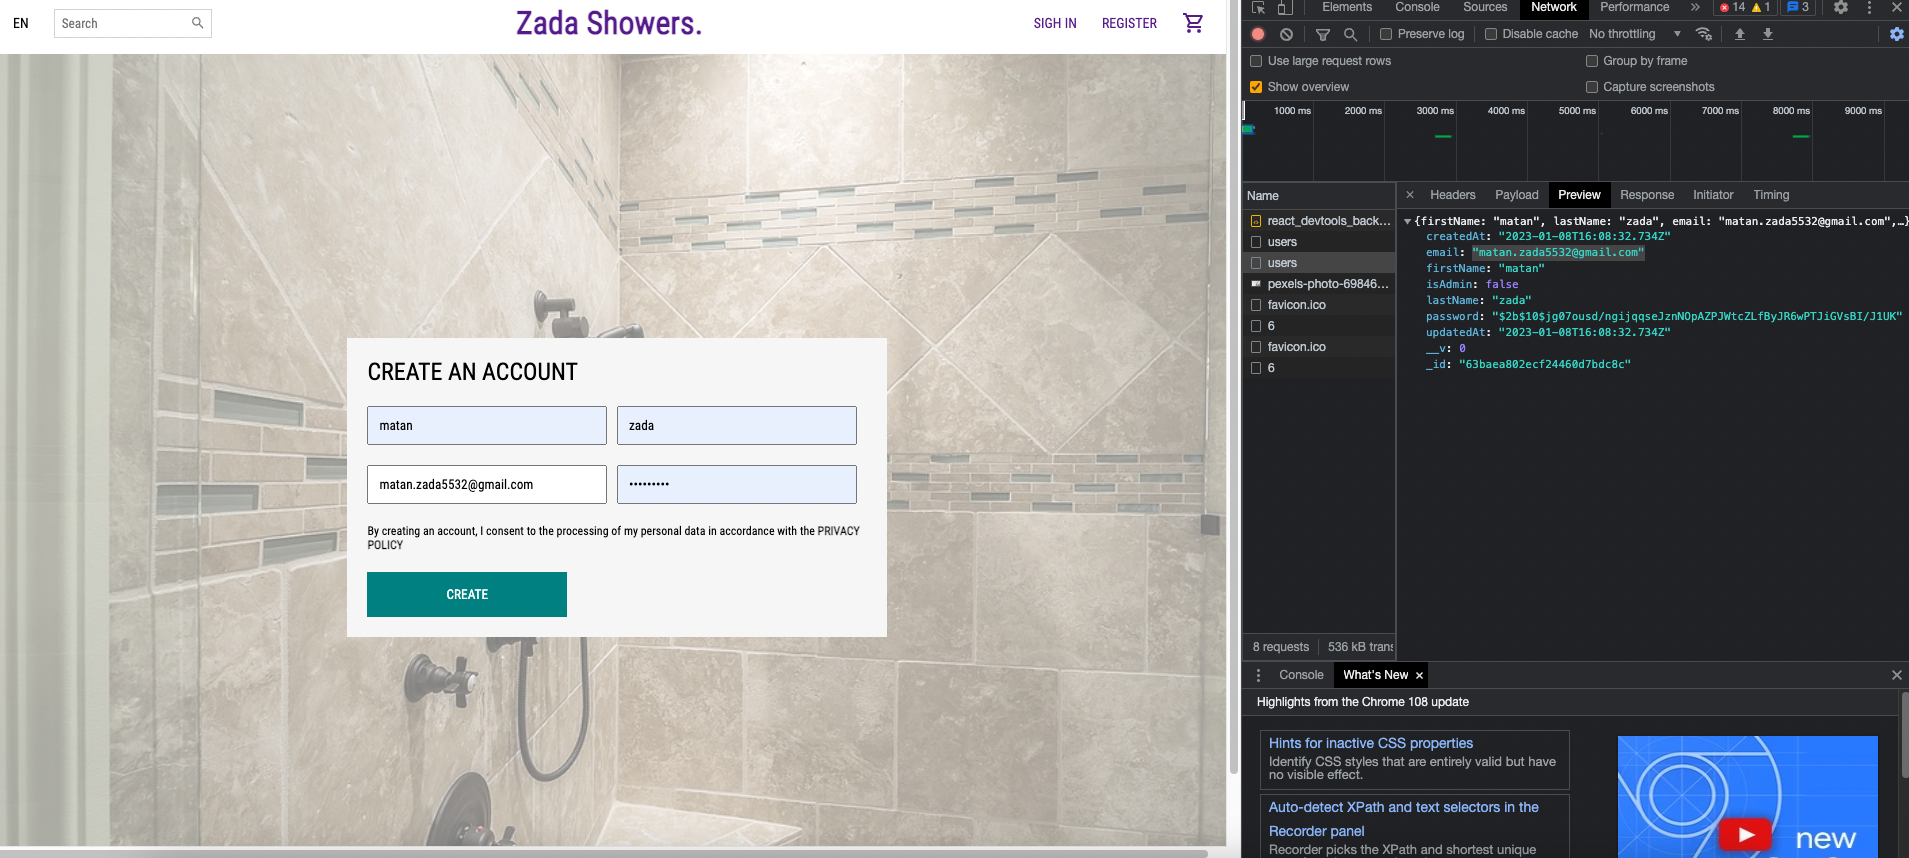 EN
Search
Zada Showers.
SIGN IN
REGISTER
CREATE AN ACCOUNT
matan
zada
matan.zada5532@gmail.com
•••••••••
By creating an account, I consent to the processing of my personal data in accordance with the PRIVACY
POLICY
CREATE
Elements Console Sources Network Performance » 14 1 3
Preserve log Disable cache No throttling
Use large request rows Group by frame
Show overview Capture screenshots
1000 ms 2000 ms 3000 ms 4000 ms 5000 ms 6000 ms 7000 ms 8000 ms 9000 ms
Name
react_devtools_back...
users
users
pexels-photo-69846...
favicon.ico
6
favicon.ico
6
8 requests 536 kB trans
× Headers Payload Preview Response Initiator Timing
{firstName: "matan", lastName: "zada", email: "matan.zada5532@gmail.com",…}
createdAt: "2023-01-08T16:08:32.734Z"
email: "matan.zada5532@gmail.com"
firstName: "matan"
isAdmin: false
lastName: "zada"
password: "$2b$10$jg07ousd/ngijqqseJznNOpAZPJWtcZLfByJR6wPTJiGVsBI/J1UK"
updatedAt: "2023-01-08T16:08:32.734Z"
__v: 0
_id: "63baea802ecf24460d7bdc8c"
Console What's New ×
Highlights from the Chrome 108 update
Hints for inactive CSS properties
Identify CSS styles that are entirely valid but have
no visible effect.
Auto-detect XPath and text selectors in the
Recorder panel
Recorder picks the XPath and shortest unique
new